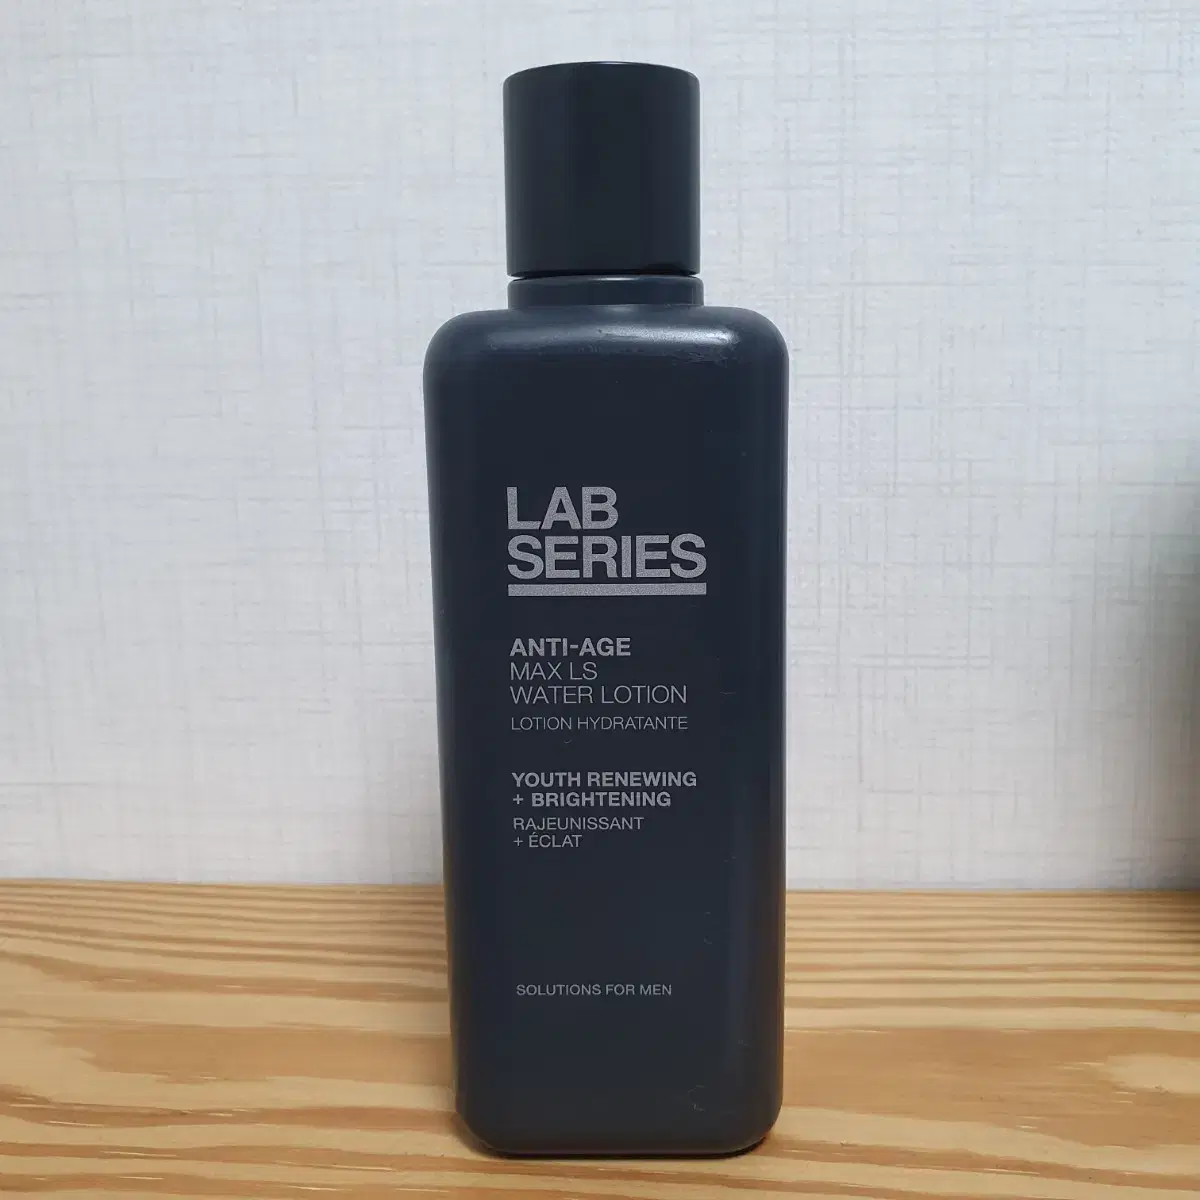 LAB
SERIES
ANTI-AGE
MAX LS
WATER LOTION
LOTION HYDRATANTE
YOUTH RENEWING
+ BRIGHTENING
RAJEUNISSANT
+ ÉCLAT
SOLUTIONS FOR MEN